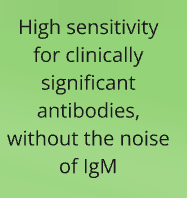 High sensitivity
for clinically
significant
antibodies,
without the noise
of IgM